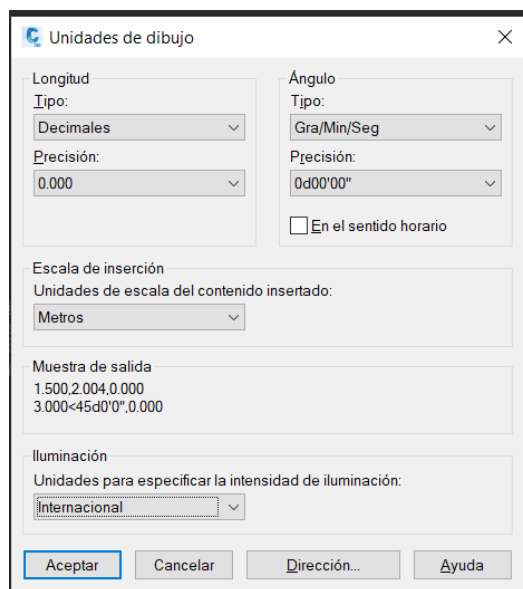 Unidades de dibujo
Longitud
Tipo:
Decimales
Precisión:
0.000
Ángulo
Tipo:
Gra/Min/Seg
Precisión:
0d00'00"
En el sentido horario
Escala de inserción
Unidades de escala del contenido insertado:
Metros
Muestra de salida
1.500,2.004,0.000
3.000<45d0'0",0.000
Iluminación
Unidades para especificar la intensidad de iluminación:
Internacional
Aceptar
Cancelar
Dirección...
Ayuda